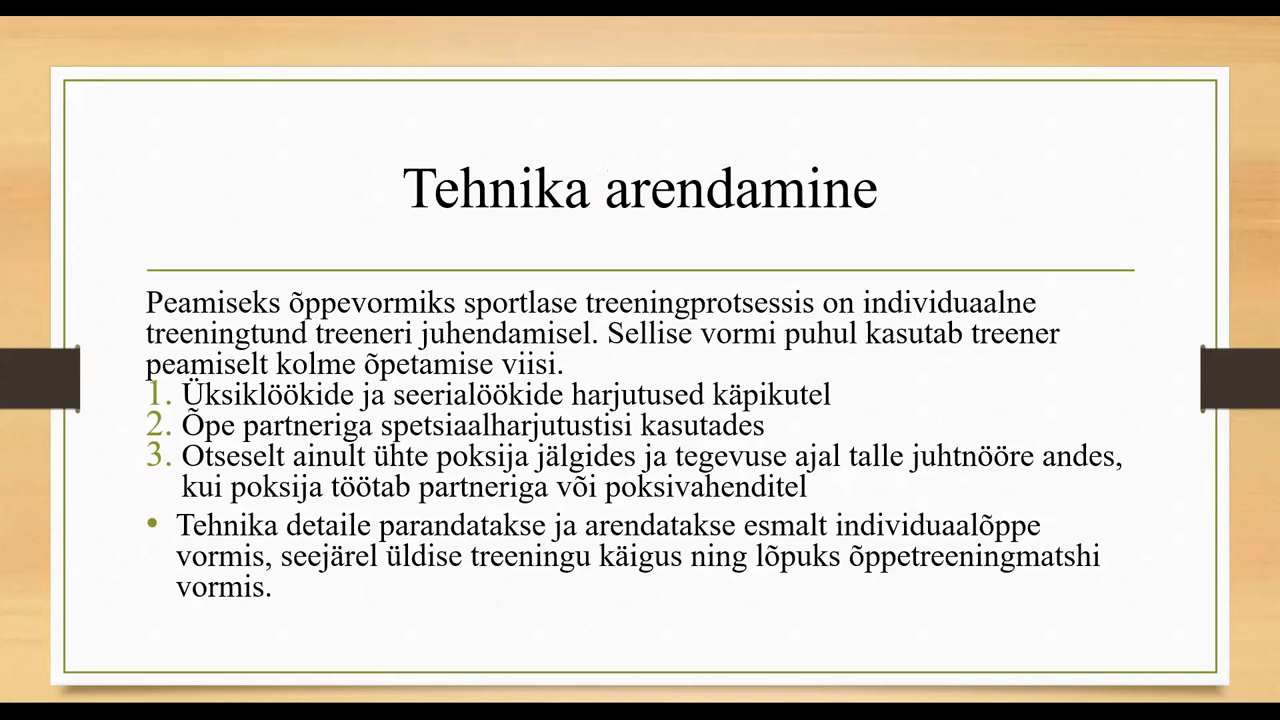 Tehnika arendamine
Peamiseks õppevormiks sportlase treeningprotsessis on individuaalne
treeningtund treeneri juhendamisel. Sellise vormi puhul kasutab treener
peamiselt kolme õpetamise viisi.
1. Üksiklöökide ja seerialöökide harjutused käpikutel
2. Õpe partneriga spetsiaalharjutustisi kasutades
3. Otseselt ainult ühte poksija jälgides ja tegevuse ajal talle juhtnööre andes,
kui poksija töötab partneriga või poksivahenditel
• Tehnika detaile parandatakse ja arendatakse esmalt individuaalõppe
vormis, seejärel üldise treeningu käigus ning lõpuks õppetreeningmatshi
vormis.